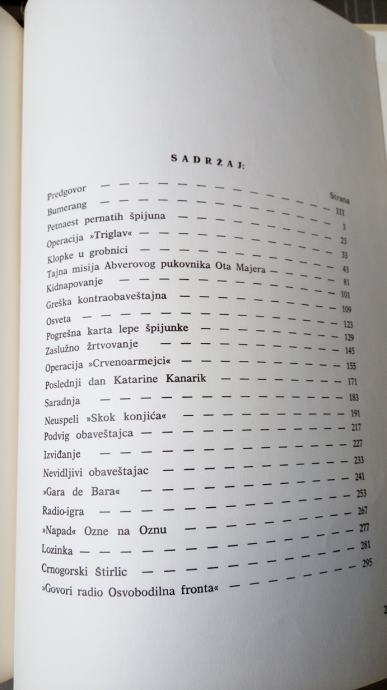 SADRŽAJ:
Strana
Predgovor — — — — — — — — — — III
Bumerang — — — — — — — — — — 3
Petnaest pernatih špijuna — — — — — — — 25
Operacija »Triglav« — — — — — — — — 33
Klopke u grobnici — — — — — — — — 43
Tajna misija Abverovog pukovnika Ota Majera — — — — 81
Kidnapovanje — — — — — — — — — 101
Greška kontraobaveštajna — — — — — — — 109
Osveta — — — — — — — — — — — 123
Pogrešna karta lepe špijunke — — — — — — 129
Zaslužno žrtvovanje — — — — — — — — 145
Operacija »Crvenoarmejci« — — — — — — — 155
Poslednji dan Katarine Kanarik — — — — — — 171
Saradnja — — — — — — — — — — 183
Neuspeli »Skok konjića« — — — — — — — 191
Podvig obaveštajca — — — — — — — — 217
Izviđanje — — — — — — — — — — 227
Nevidljivi obaveštajac — — — — — — — 233
»Gara de Bara« — — — — — — — — — 241
Radio-igra — — — — — — — — — — 253
»Napad« Ozne na Oznu — — — — — — — 267
Lozinka — — — — — — — — — — — 277
Crnogorski Štirlic — — — — — — — — 281
»Govori radio Osvobodilna fronta« — — — — — 295